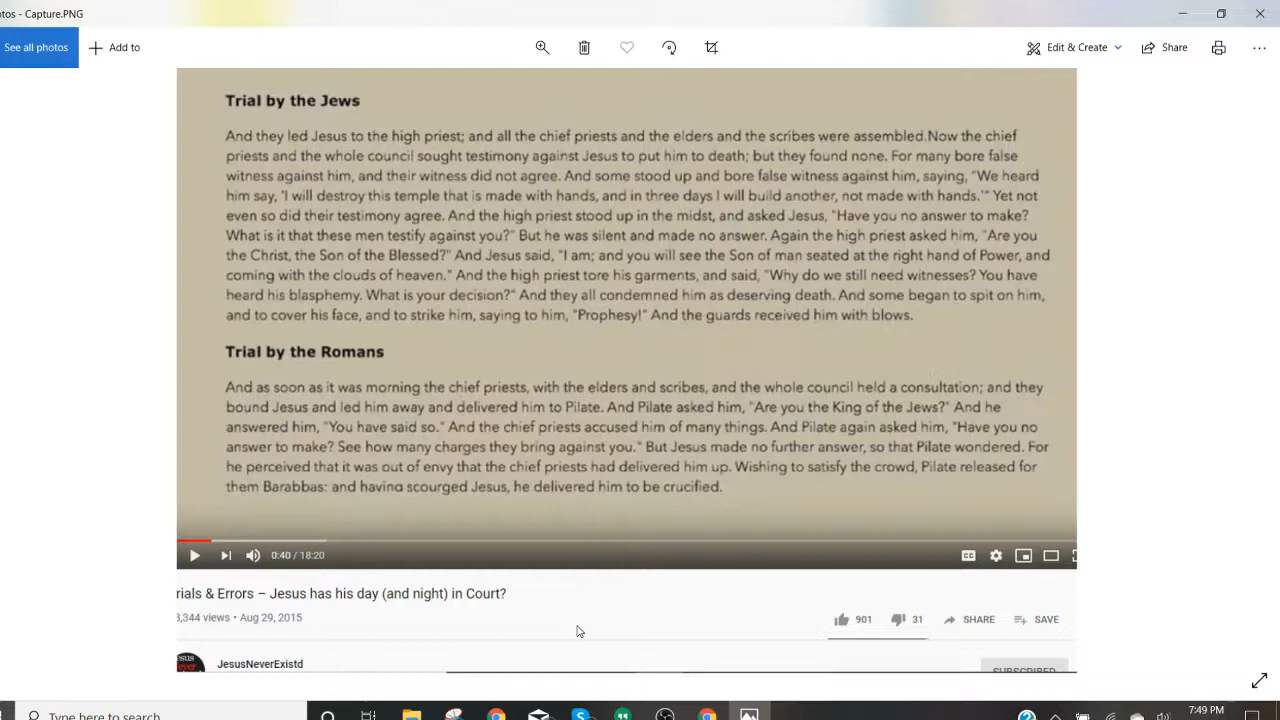 otos - Capture.PNG
See all photos
Add to
Edit & Create
Share
Trial by the Jews
And they led Jesus to the high priest; and all the chief priests and the elders and the scribes were assembled.Now the chief
priests and the whole council sought testimony against Jesus to put him to death; but they found none. For many bore false
witness against him, and their witness did not agree. And some stood up and bore false witness against him, saying, "We heard
him say, 'I will destroy this temple that is made with hands, and in three days I will build another, not made with hands.'" Yet not
even so did their testimony agree. And the high priest stood up in the midst, and asked Jesus, "Have you no answer to make?
What is it that these men testify against you?" But he was silent and made no answer. Again the high priest asked him, "Are you
the Christ, the Son of the Blessed?" And Jesus said, "I am; and you will see the Son of man seated at the right hand of Power, and
coming with the clouds of heaven." And the high priest tore his garments, and said, "Why do we still need witnesses? You have
heard his blasphemy. What is your decision?" And they all condemned him as deserving death. And some began to spit on him,
and to cover his face, and to strike him, saying to him, "Prophesy!" And the guards received him with blows.
Trial by the Romans
And as soon as it was morning the chief priests, with the elders and scribes, and the whole council held a consultation; and they
bound Jesus and led him away and delivered him to Pilate. And Pilate asked him, "Are you the King of the Jews?" And he
answered him, "You have said so." And the chief priests accused him of many things. And Pilate again asked him, "Have you no
answer to make? See how many charges they bring against you." But Jesus made no further answer, so that Pilate wondered. For
he perceived that it was out of envy that the chief priests had delivered him up. Wishing to satisfy the crowd, Pilate released for
them Barabbas; and having scourged Jesus, he delivered him to be crucified.
0:40 / 18:20
CC
rials & Errors – Jesus has his day (and night) in Court?
3,344 views • Aug 29, 2015
901
31
SHARE
SAVE
JesusNeverExistd
SUBSCRIBED
Type here to search
7:49 PM